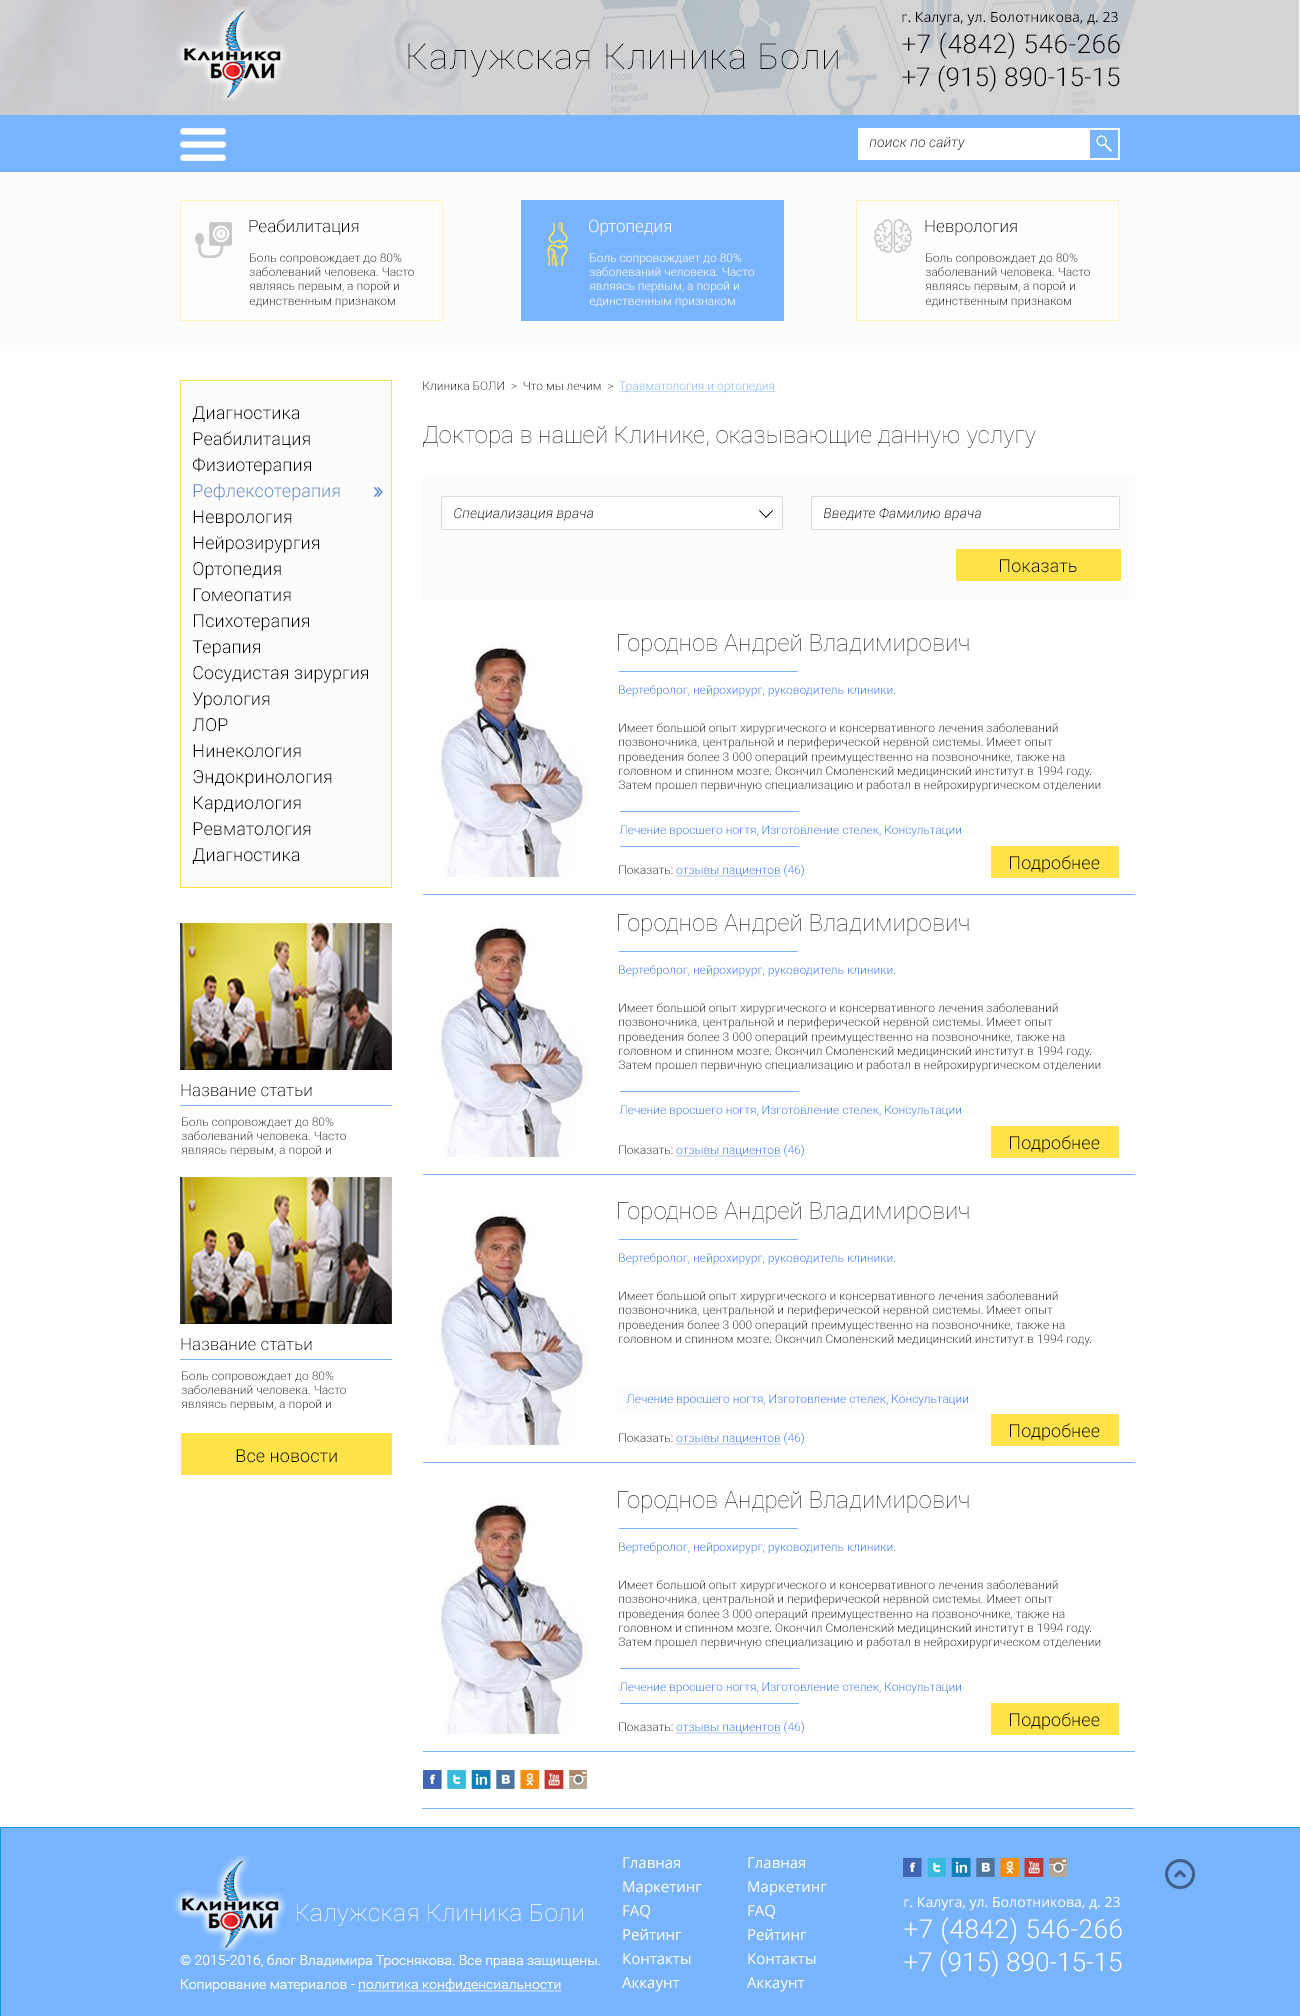 Клиника
БОЛИ
Калужская Клиника Боли
Doctor
Hospital
Pharmacist
Nurse
г. Калуга, ул. Болотникова, д. 23
+7 (4842) 546-266
+7 (915) 890-15-15
поиск по сайту
Реабилитация
Боль сопровождает до 80%
заболеваний человека. Часто
являясь первым, а порой и
единственным признаком
Ортопедия
Боль сопровождает до 80%
заболеваний человека. Часто
являясь первым, а порой и
единственным признаком
Неврология
Боль сопровождает до 80%
заболеваний человека. Часто
являясь первым, а порой и
единственным признаком
Диагностика
Реабилитация
Физиотерапия
Рефлексотерапия
Неврология
Нейрозирургия
Ортопедия
Гомеопатия
Психотерапия
Терапия
Сосудистая зирургия
Урология
ЛОР
Нинекология
Эндокринология
Кардиология
Ревматология
Диагностика
Название статьи
Боль сопровождает до 80%
заболеваний человека. Часто
являясь первым, а порой и
Название статьи
Боль сопровождает до 80%
заболеваний человека. Часто
являясь первым, а порой и
Все новости
Клиника БОЛИ > Что мы лечим > Травматология и ортопедия
Доктора в нашей Клинике, оказывающие данную услугу
Специализация врача
Введите Фамилию врача
Показать
Городнов Андрей Владимирович
Вертебролог, нейрохирург, руководитель клиники.
Имеет большой опыт хирургического и консервативного лечения заболеваний
позвоночника, центральной и периферической нервной системы. Имеет опыт
проведения более 3 000 операций преимущественно на позвоночнике, также на
головном и спинном мозге. Окончил Смоленский медицинский институт в 1994 году.
Затем прошел первичную специализацию и работал в нейрохирургическом отделении
Лечение вросшего ногтя, Изготовление стелек, Консультации
Показать: отзывы пациентов (46)
Подробнее
Городнов Андрей Владимирович
Вертебролог, нейрохирург, руководитель клиники.
Имеет большой опыт хирургического и консервативного лечения заболеваний
позвоночника, центральной и периферической нервной системы. Имеет опыт
проведения более 3 000 операций преимущественно на позвоночнике, также на
головном и спинном мозге. Окончил Смоленский медицинский институт в 1994 году.
Затем прошел первичную специализацию и работал в нейрохирургическом отделении
Лечение вросшего ногтя, Изготовление стелек, Консультации
Показать: отзывы пациентов (46)
Подробнее
Городнов Андрей Владимирович
Вертебролог, нейрохирург, руководитель клиники.
Имеет большой опыт хирургического и консервативного лечения заболеваний
позвоночника, центральной и периферической нервной системы. Имеет опыт
проведения более 3 000 операций преимущественно на позвоночнике, также на
головном и спинном мозге. Окончил Смоленский медицинский институт в 1994 году.
Лечение вросшего ногтя, Изготовление стелек, Консультации
Показать: отзывы пациентов (46)
Подробнее
Городнов Андрей Владимирович
Вертебролог, нейрохирург, руководитель клиники.
Имеет большой опыт хирургического и консервативного лечения заболеваний
позвоночника, центральной и периферической нервной системы. Имеет опыт
проведения более 3 000 операций преимущественно на позвоночнике, также на
головном и спинном мозге. Окончил Смоленский медицинский институт в 1994 году.
Затем прошел первичную специализацию и работал в нейрохирургическом отделении
Лечение вросшего ногтя, Изготовление стелек, Консультации
Показать: отзывы пациентов (46)
Подробнее
Клиника
БОЛИ
Калужская Клиника Боли
© 2015-2016, блог Владимира Троснякова. Все права защищены.
Копирование материалов - политика конфиденсиальности
Главная
Маркетинг
FAQ
Рейтинг
Контакты
Аккаунт
Главная
Маркетинг
FAQ
Рейтинг
Контакты
Аккаунт
г. Калуга, ул. Болотникова, д. 23
+7 (4842) 546-266
+7 (915) 890-15-15